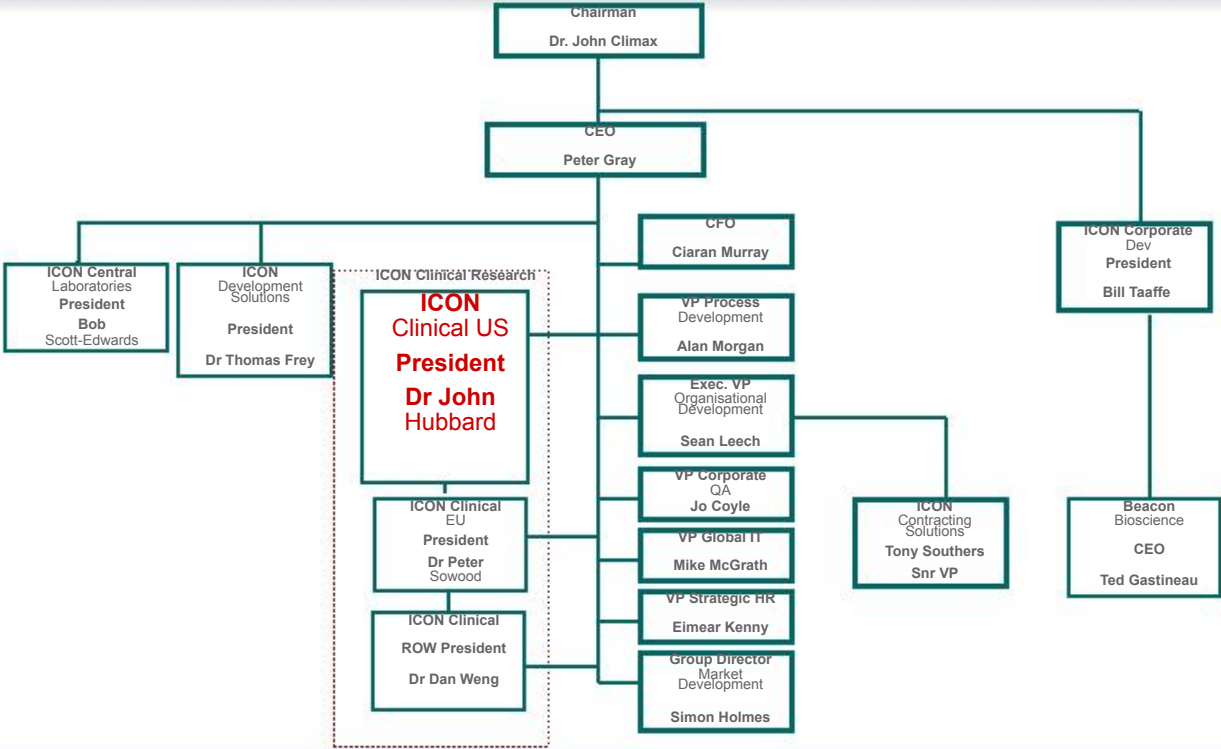 Chairman
Dr. John Climax
CEO
Peter Gray
CFO
Ciaran Murray
ICON Corporate
Dev
President
Bill Taaffe
ICON Central
Laboratories
President
Bob
Scott-Edwards
ICON
Development
Solutions
President
Dr Thomas Frey
ICON Clinical Research
ICON
Clinical US
President
Dr John
Hubbard
VP Process
Development
Alan Morgan
Exec. VP
Organisational
Development
Sean Leech
VP Corporate
QA
Jo Coyle
ICON Clinical
EU
President
Dr Peter
Sowood
ICON
Contracting
Solutions
Tony Southers
Snr VP
Beacon
Bioscience
CEO
Ted Gastineau
VP Global IT
Mike McGrath
VP Strategic HR
Eimear Kenny
ICON Clinical
ROW President
Dr Dan Weng
Group Director
Market
Development
Simon Holmes